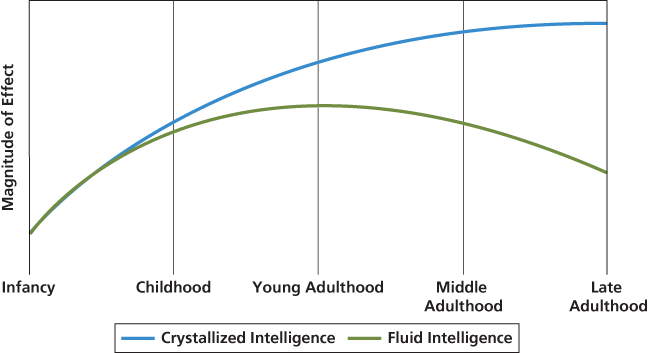 Magnitude of Effect
Infancy
Childhood
Young Adulthood
Middle
Adulthood
Late
Adulthood
Crystallized Intelligence
Fluid Intelligence